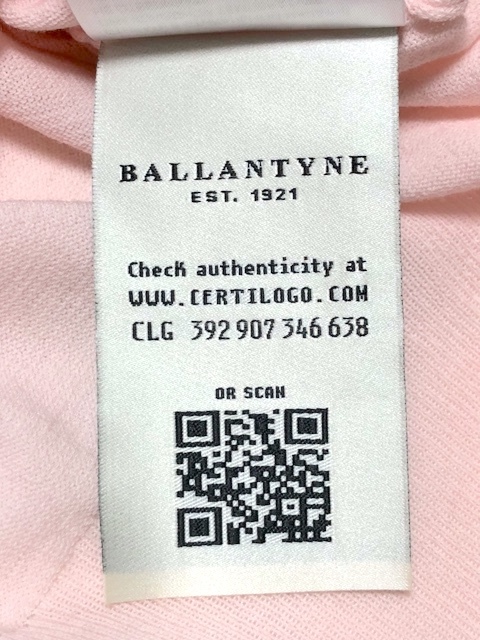 BALLANTYNE
EST. 1921
Check authenticity at
WWW.CERTILOGO.COM
CLG 392 907 346 638
OR SCAN